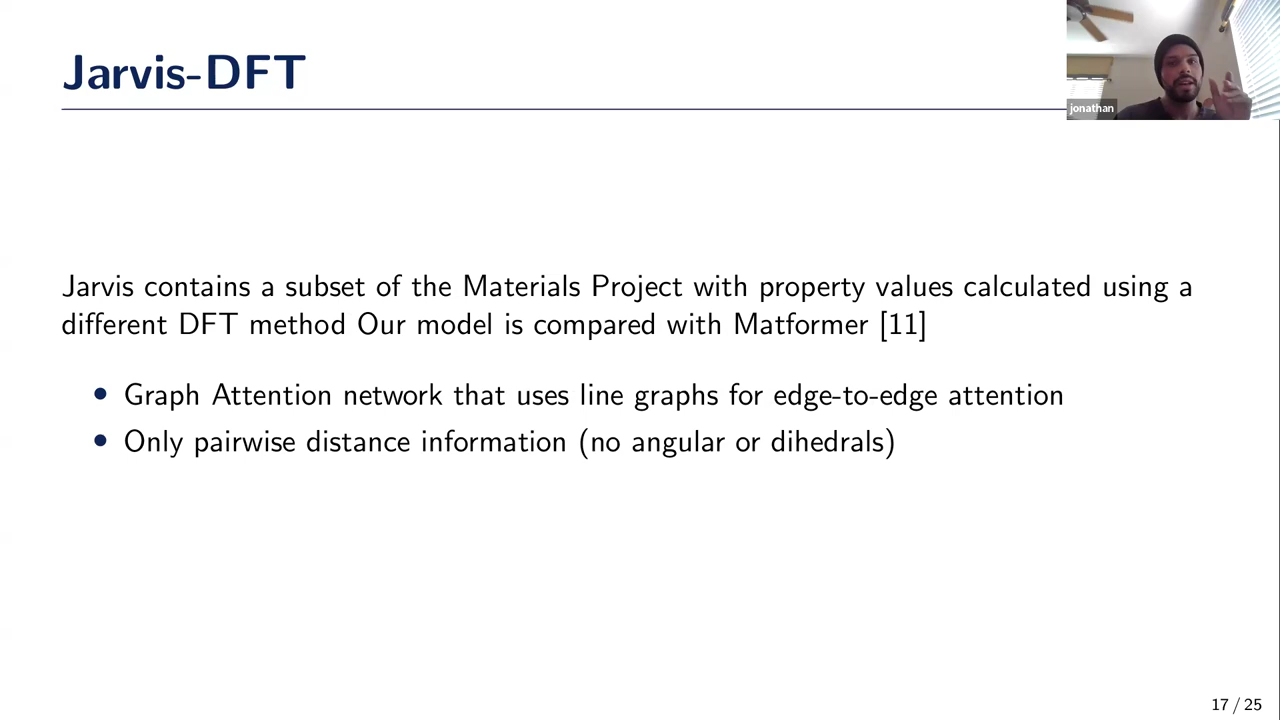 Jarvis-DFT
jonathan
Jarvis contains a subset of the Materials Project with property values calculated using a
different DFT method Our model is compared with Matformer [11]
• Graph Attention network that uses line graphs for edge-to-edge attention
• Only pairwise distance information (no angular or dihedrals)
17 / 25